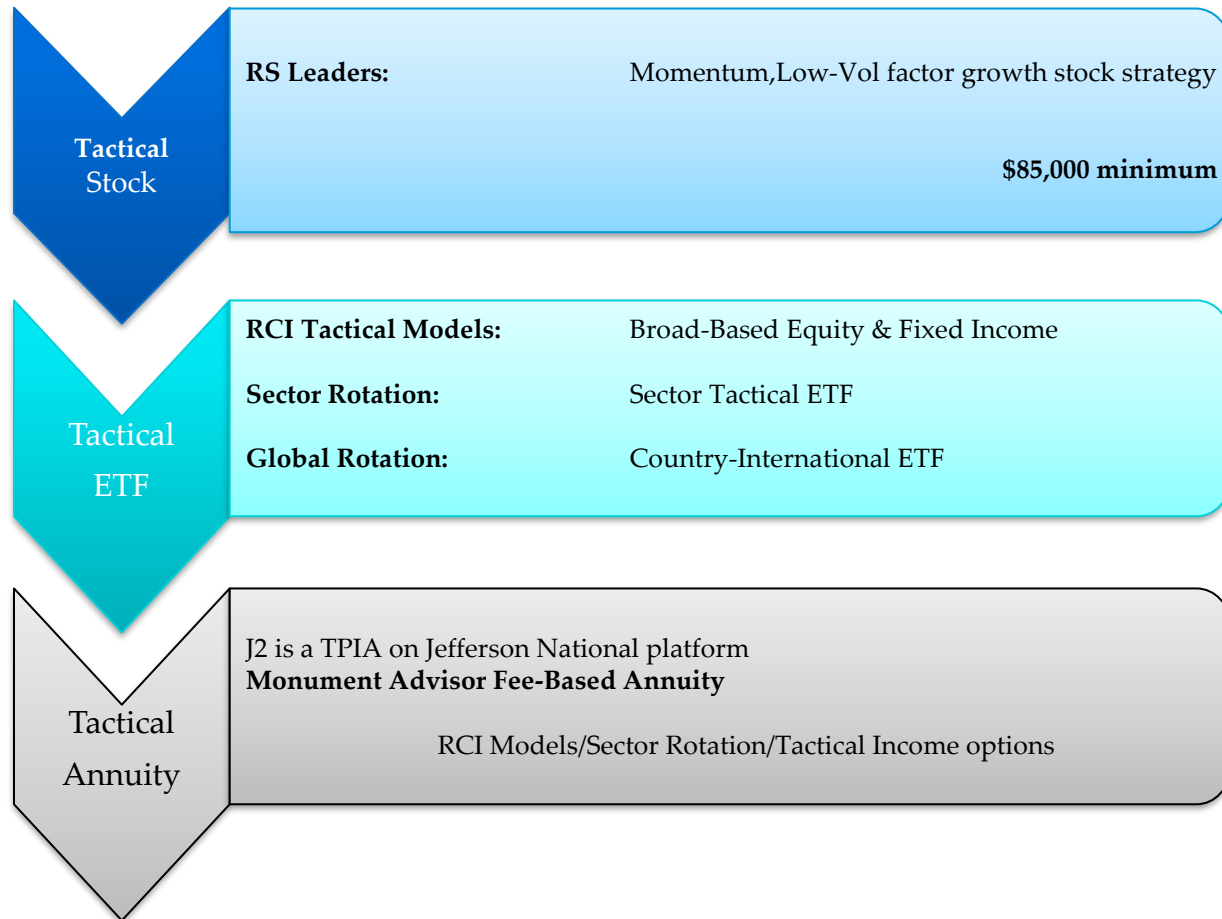 Tactical
Stock
RS Leaders: Momentum,Low-Vol factor growth stock strategy
$85,000 minimum
Tactical
ETF
RCI Tactical Models: Broad-Based Equity & Fixed Income
Sector Rotation: Sector Tactical ETF
Global Rotation: Country-International ETF
Tactical
Annuity
J2 is a TPIA on Jefferson National platform
Monument Advisor Fee-Based Annuity
RCI Models/Sector Rotation/Tactical Income options